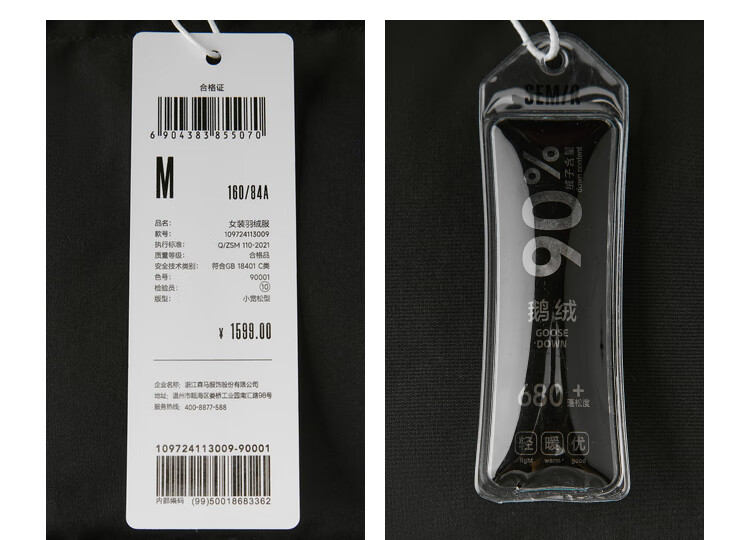 合格证
6 904383 855070
M
160/84A
品名: 女装羽绒服
款号: 109724113009
执行标准: Q/ZSM 110-2021
质量等级: 合格品
安全技术类别: 符合GB 18401 C类
色号: 90001
检验员: 10
版型: 小宽松型
¥ 1599.00
企业名称: 浙江森马服饰股份有限公司
地址: 温州市瓯海区娄桥工业园南汇路98号
服务热线: 400-8877-588
109724113009-90001
内部编码 (99)50018683362
SEMIR
90%
绒子含量
down content
鹅绒
GOOSE
DOWN
680+
蓬松度
轻 暖 优
light warm good